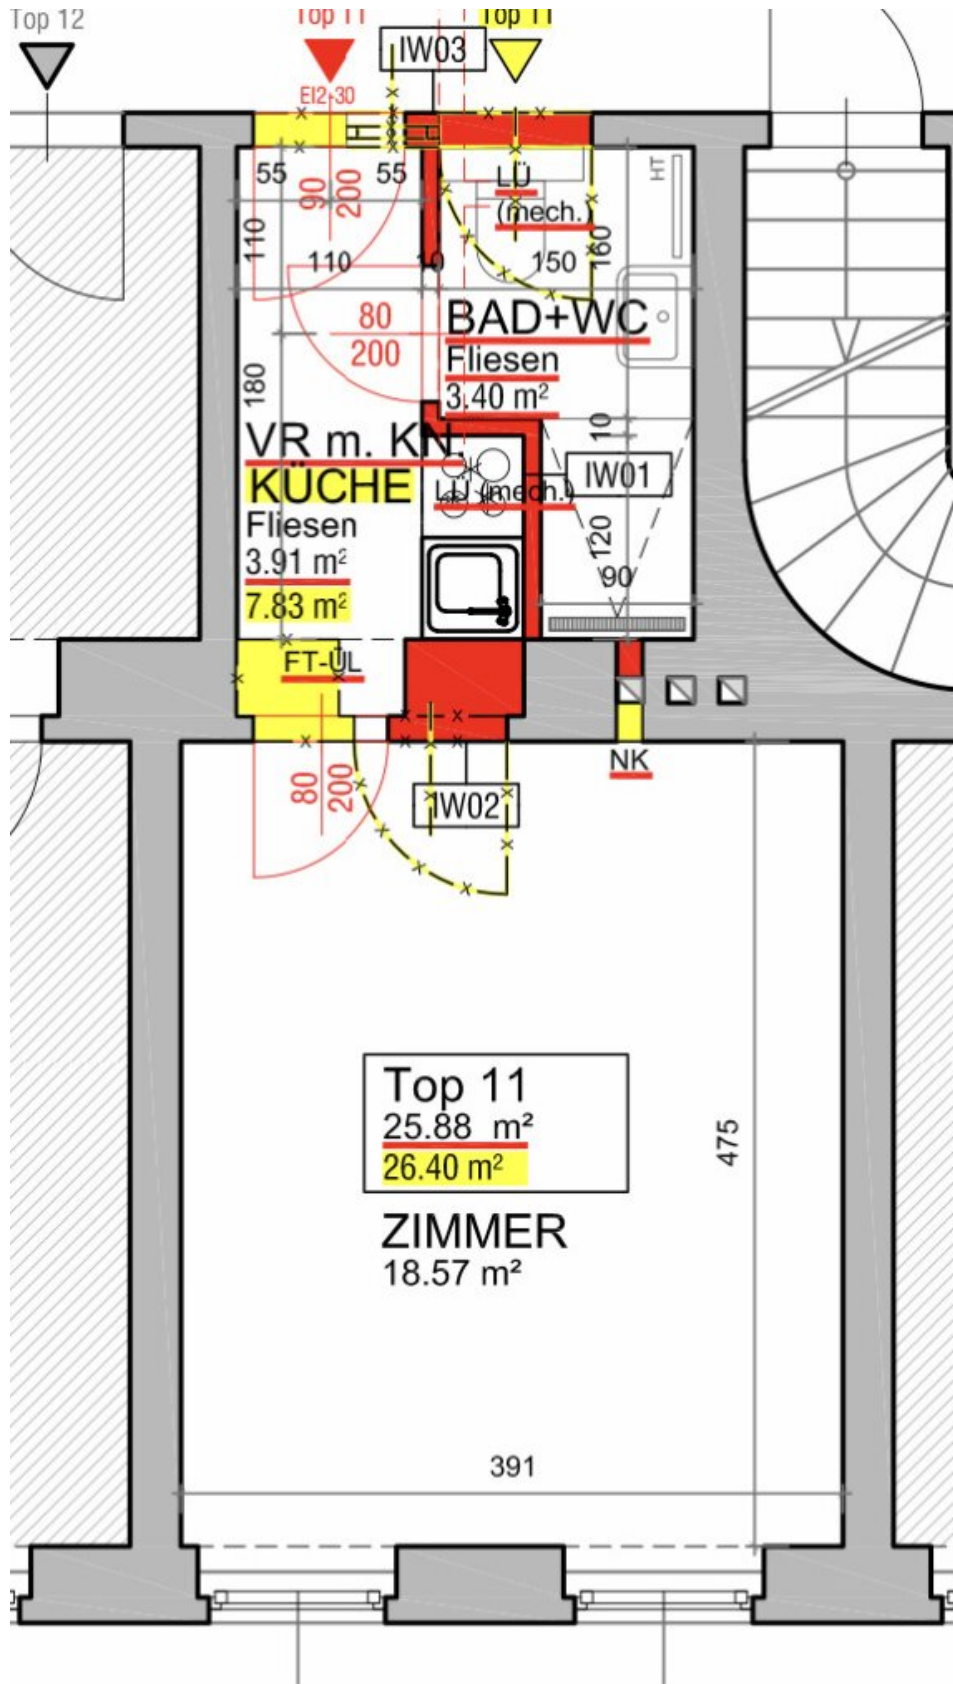 Top 12
Top 11
Top 11
IW03
EI2-30
55
55
90
200
HT
LÜ
(mech.)
110
110
10
150
160
80
200
BAD+WC
Fliesen
3.40 m²
180
10
VR m. KN.
KÜCHE
Fliesen
3.91 m²
7.83 m²
LÜ (mech.)
IW01
120
90
FT-ÜL
80
200
IW02
NK
Top 11
25.88 m²
26.40 m²
ZIMMER
18.57 m²
475
391